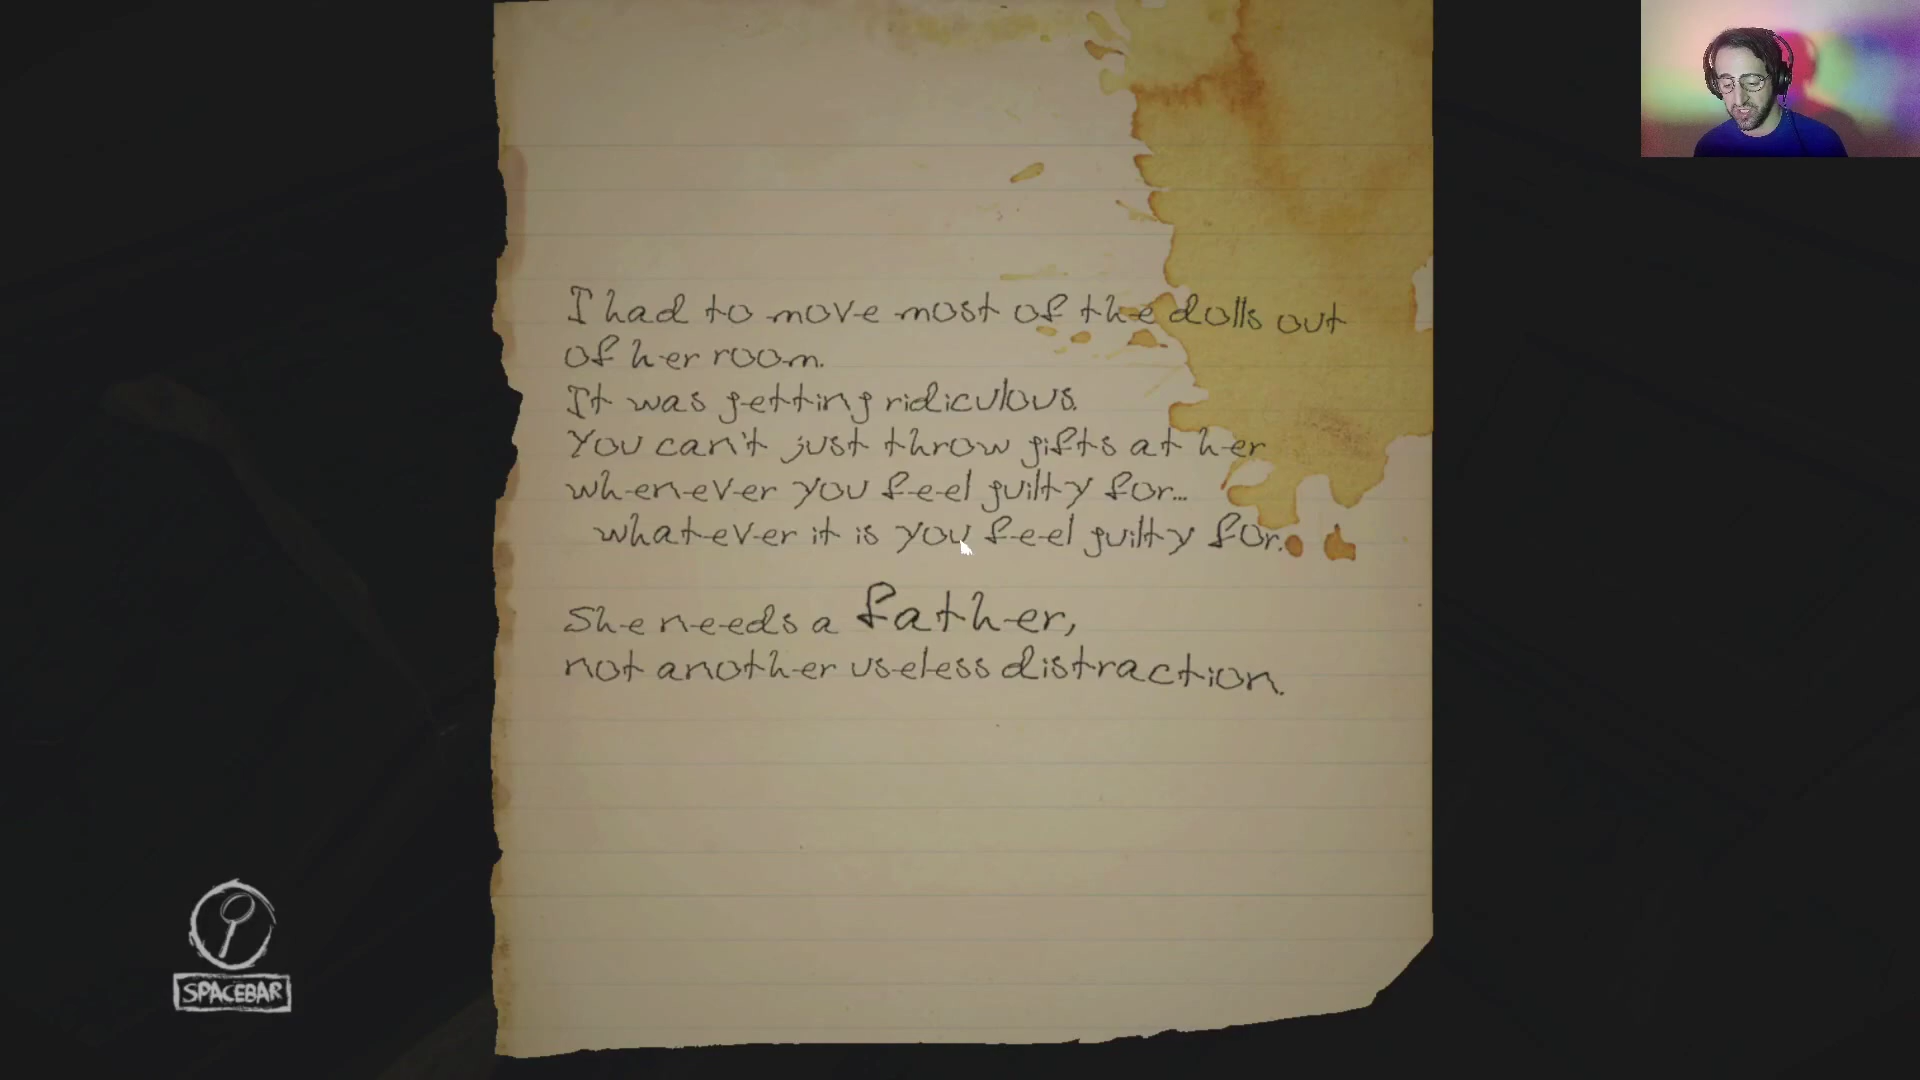 I had to move most of the dolls out
of her room.
It was getting ridiculous.
You can't just throw gifts at her
whenever you feel guilty for...
whatever it is you feel guilty for.
She needs a father,
not another useless distraction.
SPACEBAR